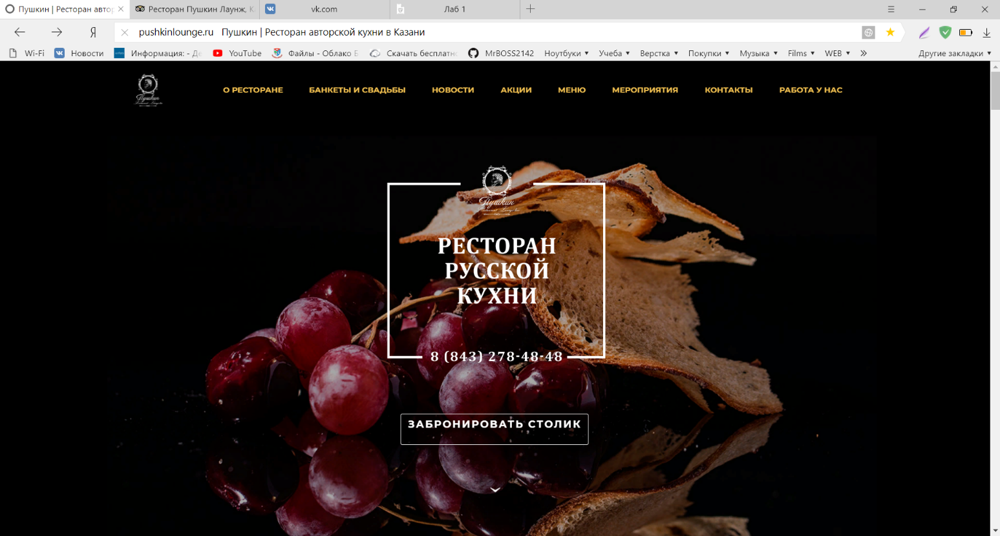 Пушкин | Ресторан автор
Ресторан Пушкин Лаунж, К
vk.com
Лаб 1
Я
pushkinlounge.ru Пушкин | Ресторан авторской кухни в Казани
Wi-Fi
Новости
Информация: - Де
YouTube
Файлы - Облако
Скачать бесплатно
MrBOSS2142
Ноутбуки
Учеба
Верстка
Покупки
Музыка
Films
WEB
Другие закладки
Пушкин
О РЕСТОРАНЕ
БАНКЕТЫ И СВАДЬБЫ
НОВОСТИ
АКЦИИ
МЕНЮ
МЕРОПРИЯТИЯ
КОНТАКТЫ
РАБОТА У НАС
Пушкин
РЕСТОРАН
РУССКОЙ
КУХНИ
8 (843) 278-48-48
ЗАБРОНИРОВАТЬ СТОЛИК